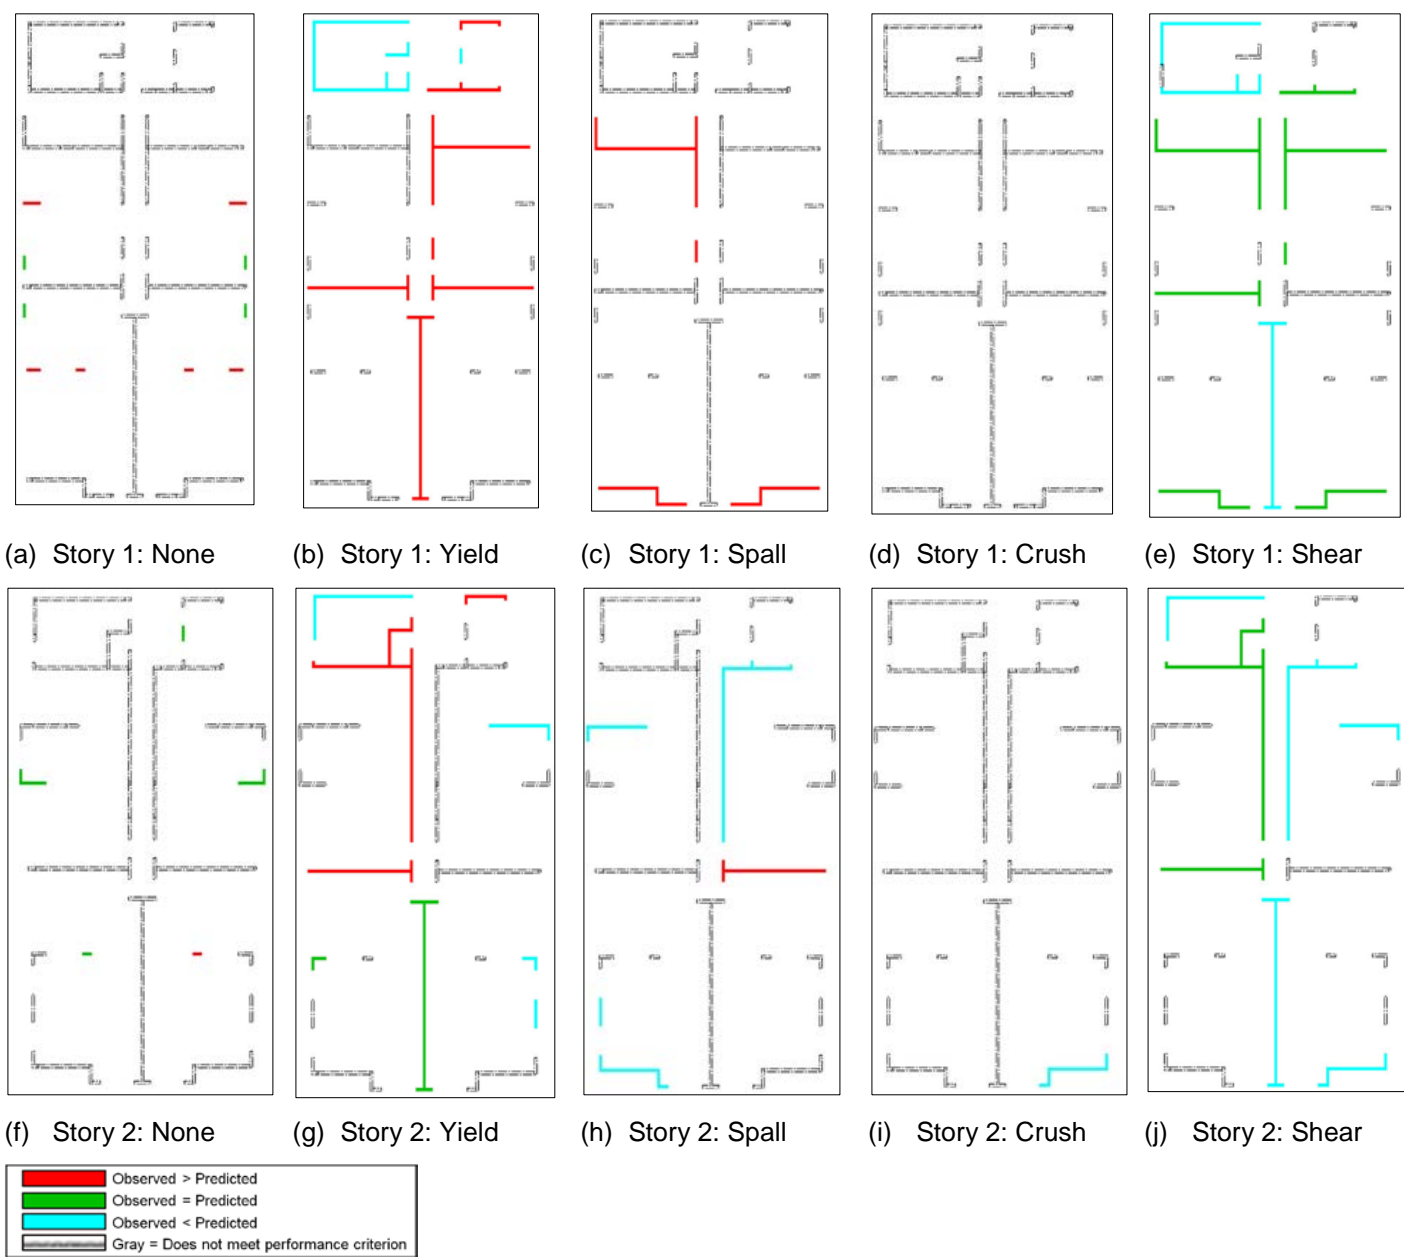 (a) Story 1: None
(b) Story 1: Yield
(c) Story 1: Spall
(d) Story 1: Crush
(e) Story 1: Shear
(f) Story 2: None
(g) Story 2: Yield
(h) Story 2: Spall
(i) Story 2: Crush
(j) Story 2: Shear
Observed > Predicted
Observed = Predicted
Observed < Predicted
Gray = Does not meet performance criterion